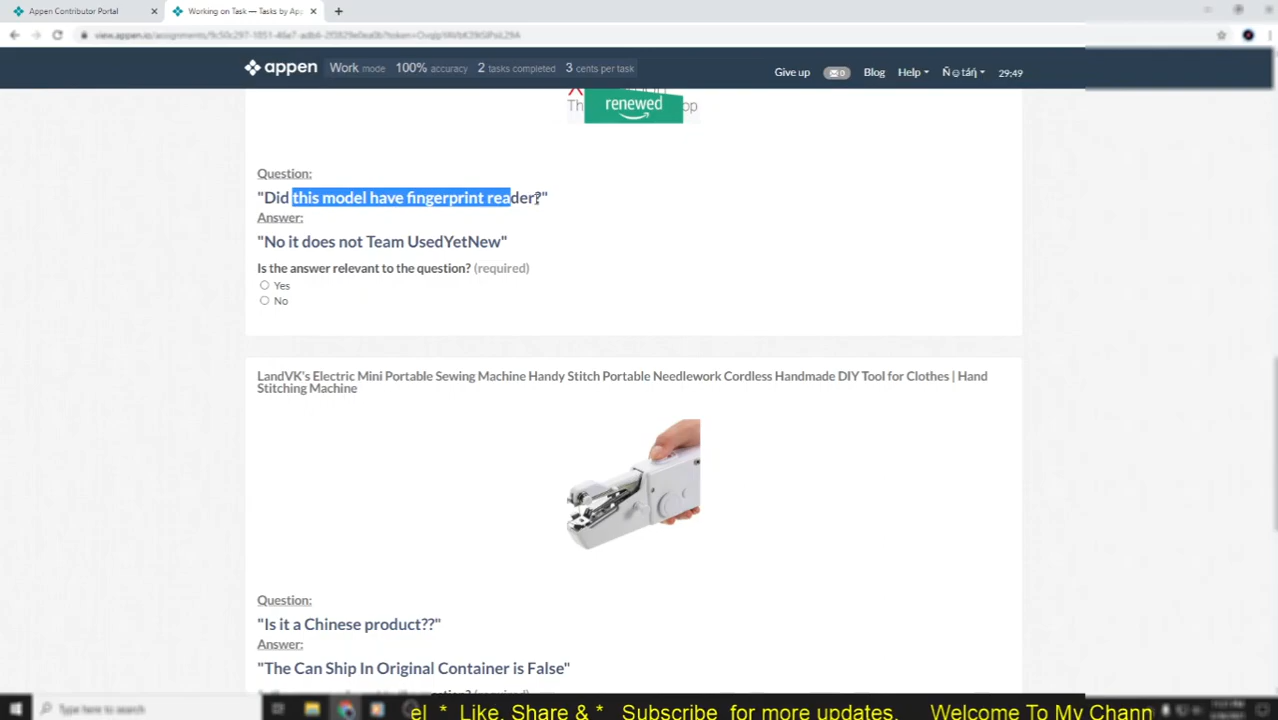 Appen Contributor Portal
Working on Task — Tasks by App
appen
Work mode
100% accuracy
2 tasks completed
3 cents per task
Give up
0
Blog
Help
Ñ☺táή
29:49
Th
renewed
op
Question:
"Did this model have fingerprint reader?"
Answer:
"No it does not Team UsedYetNew"
Is the answer relevant to the question? (required)
Yes
No
LandVK's Electric Mini Portable Sewing Machine Handy Stitch Portable Needlework Cordless Handmade DIY Tool for Clothes | Hand
Stitching Machine
Question:
"Is it a Chinese product??"
Answer:
"The Can Ship In Original Container is False"
Type here to search
el * Like, Share & * Subscribe for more updates. Welcome To My Chann